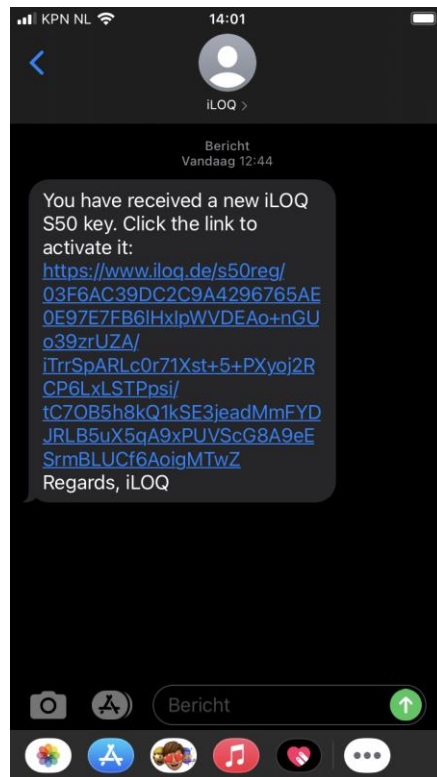 KPN NL
14:01
iLOQ >
Bericht
Vandaag 12:44
You have received a new iLOQ
S50 key. Click the link to
activate it:
https://www.iloq.de/s50reg/
03F6AC39DC2C9A4296765AE
0E97E7FB6lHxIpWVDEAo+nGU
o39zrUZA/
iTrrSpARLc0r71Xst+5+PXyoj2R
CP6LxLSTPpsi/
tC7OB5h8kQ1kSE3jeadMmFYD
JRLB5uX5qA9xPUVScG8A9eE
SrmBLUCf6AoigMTwZ
Regards, iLOQ
Bericht